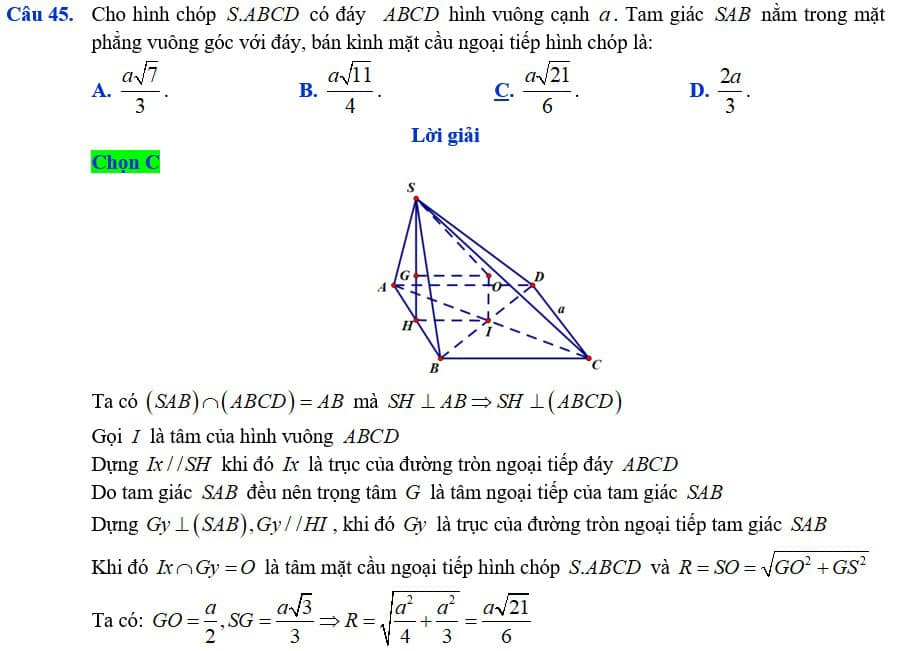 Câu 45. Cho hình chóp S.ABCD có đáy ABCD hình vuông cạnh a. Tam giác SAB nằm trong mặt
phẳng vuông góc với đáy, bán kình mặt cầu ngoại tiếp hình chóp là:
A. a√7/3. B. a√11/4. C. a√21/6. D. 2a/3.
Lời giải
Chọn C
S
G
O
D
A
a
H
I
B
C
Ta có (SAB)∩(ABCD)=AB mà SH ⊥ AB ⇒ SH ⊥ (ABCD)
Gọi I là tâm của hình vuông ABCD
Dựng Ix//SH khi đó Ix là trục của đường tròn ngoại tiếp đáy ABCD
Do tam giác SAB đều nên trọng tâm G là tâm ngoại tiếp của tam giác SAB
Dựng Gy ⊥ (SAB), Gy//HI, khi đó Gy là trục của đường tròn ngoại tiếp tam giác SAB
Khi đó Ix∩Gy = O là tâm mặt cầu ngoại tiếp hình chóp S.ABCD và R = SO = √(GO² + GS²)
Ta có: GO = a/2, SG = a√3/3 ⇒ R = √(a²/4 + a²/3) = a√21/6